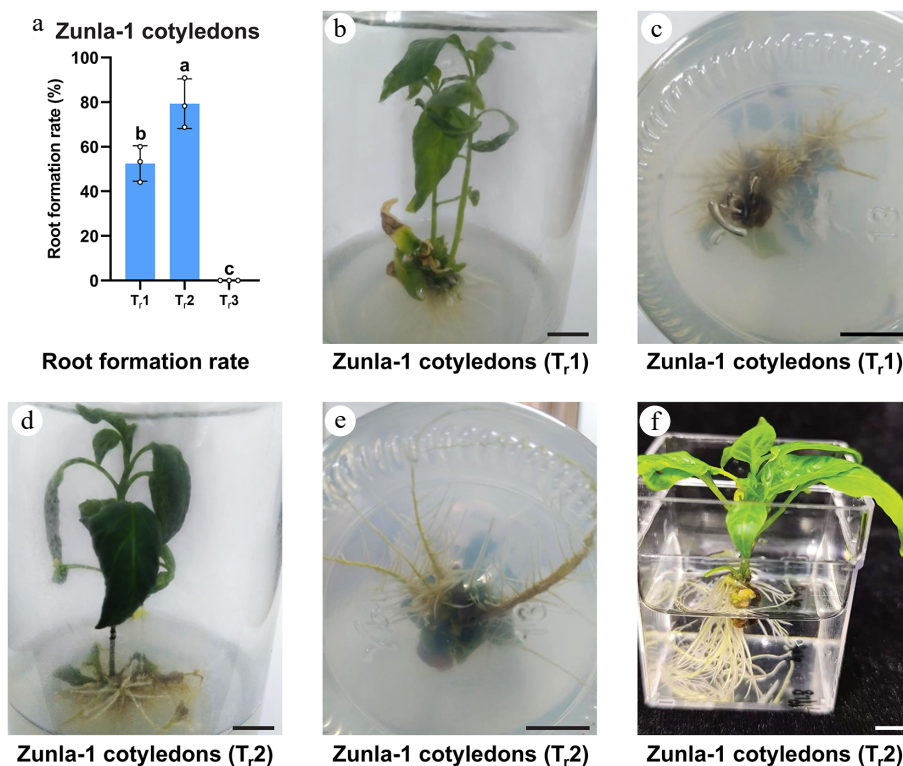 a
Zunla-1 cotyledons
Root formation rate (%)
100
80
60
40
20
0
b
a
c
Tr1
Tr2
Tr3
Root formation rate
b
Zunla-1 cotyledons (Tr1)
c
13
Zunla-1 cotyledons (Tr1)
d
Zunla-1 cotyledons (Tr2)
e
Zunla-1 cotyledons (Tr2)
f
Zunla-1 cotyledons (Tr2)